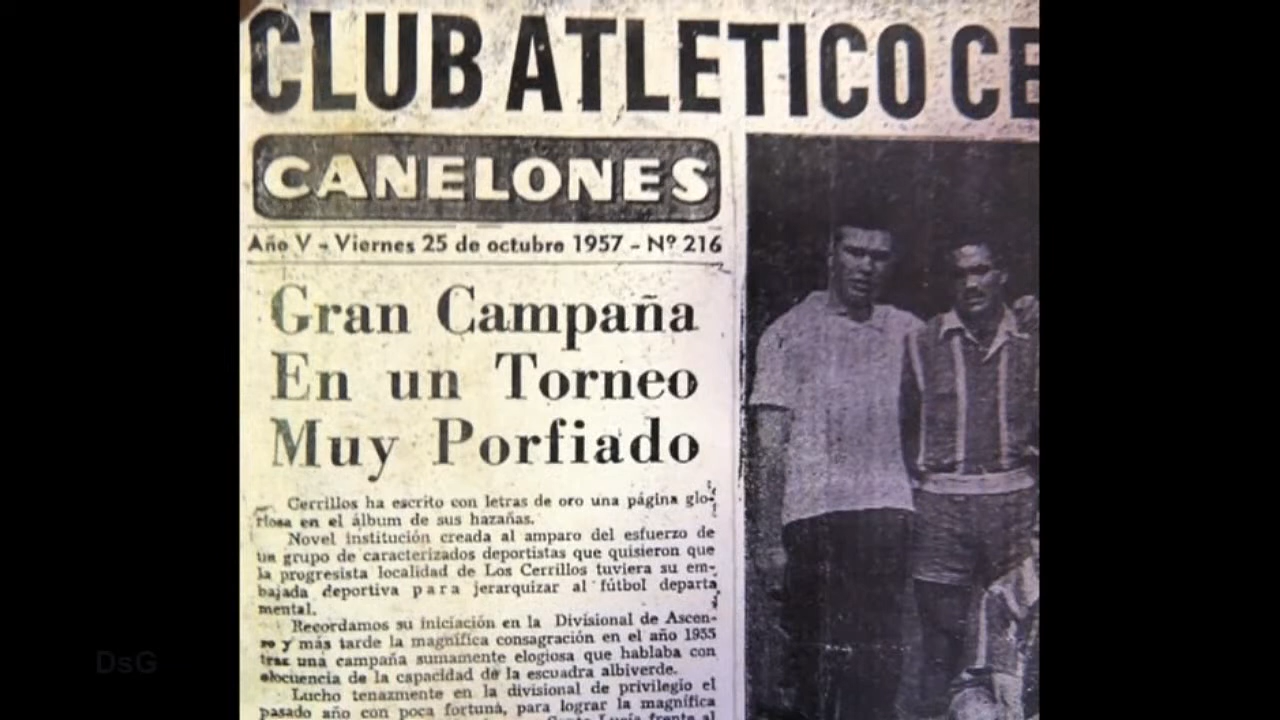 CLUB ATLETICO CE
CANELONES
Año V - Viernes 25 de octubre 1957 - Nº 216
Gran Campaña
En un Torneo
Muy Porfiado
Cerrillos ha escrito con letras de oro una página glo-
riosa en el álbum de sus hazañas.
Novel institución creada al amparo del esfuerzo de
un grupo de caracterizados deportistas que quisieron que
la progresista localidad de Los Cerrillos tuviera su em-
bajada deportiva para jerarquizar al fútbol departa
mental.
Recordamos su iniciación en la Divisional de Ascen-
so y más tarde la magnífica consagración en el año 1955
tras una campaña sumamente elogiosa que hablaba con
elocuencia de la capacidad de la escuadra albiverde.
Lucho tenazmente en la divisional de privilegio el
pasado año con poca fortuna, para lograr la magnífica
Santa Lucía frente al
DsG